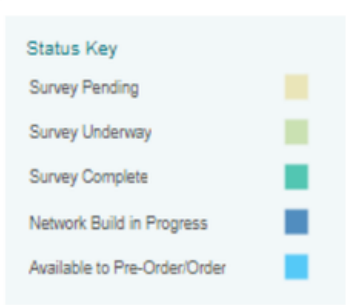 Status Key
Survey Pending
Survey Underway
Survey Complete
Network Build in Progress
Available to Pre-Order/Order